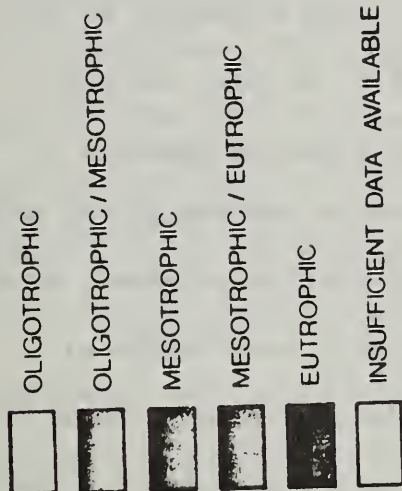 OLIGOTROPHIC
OLIGOTROPHIC / MESOTROPHIC
MESOTROPHIC
MESOTROPHIC / EUTROPHIC
EUTROPHIC
INSUFFICIENT DATA AVAILABLE